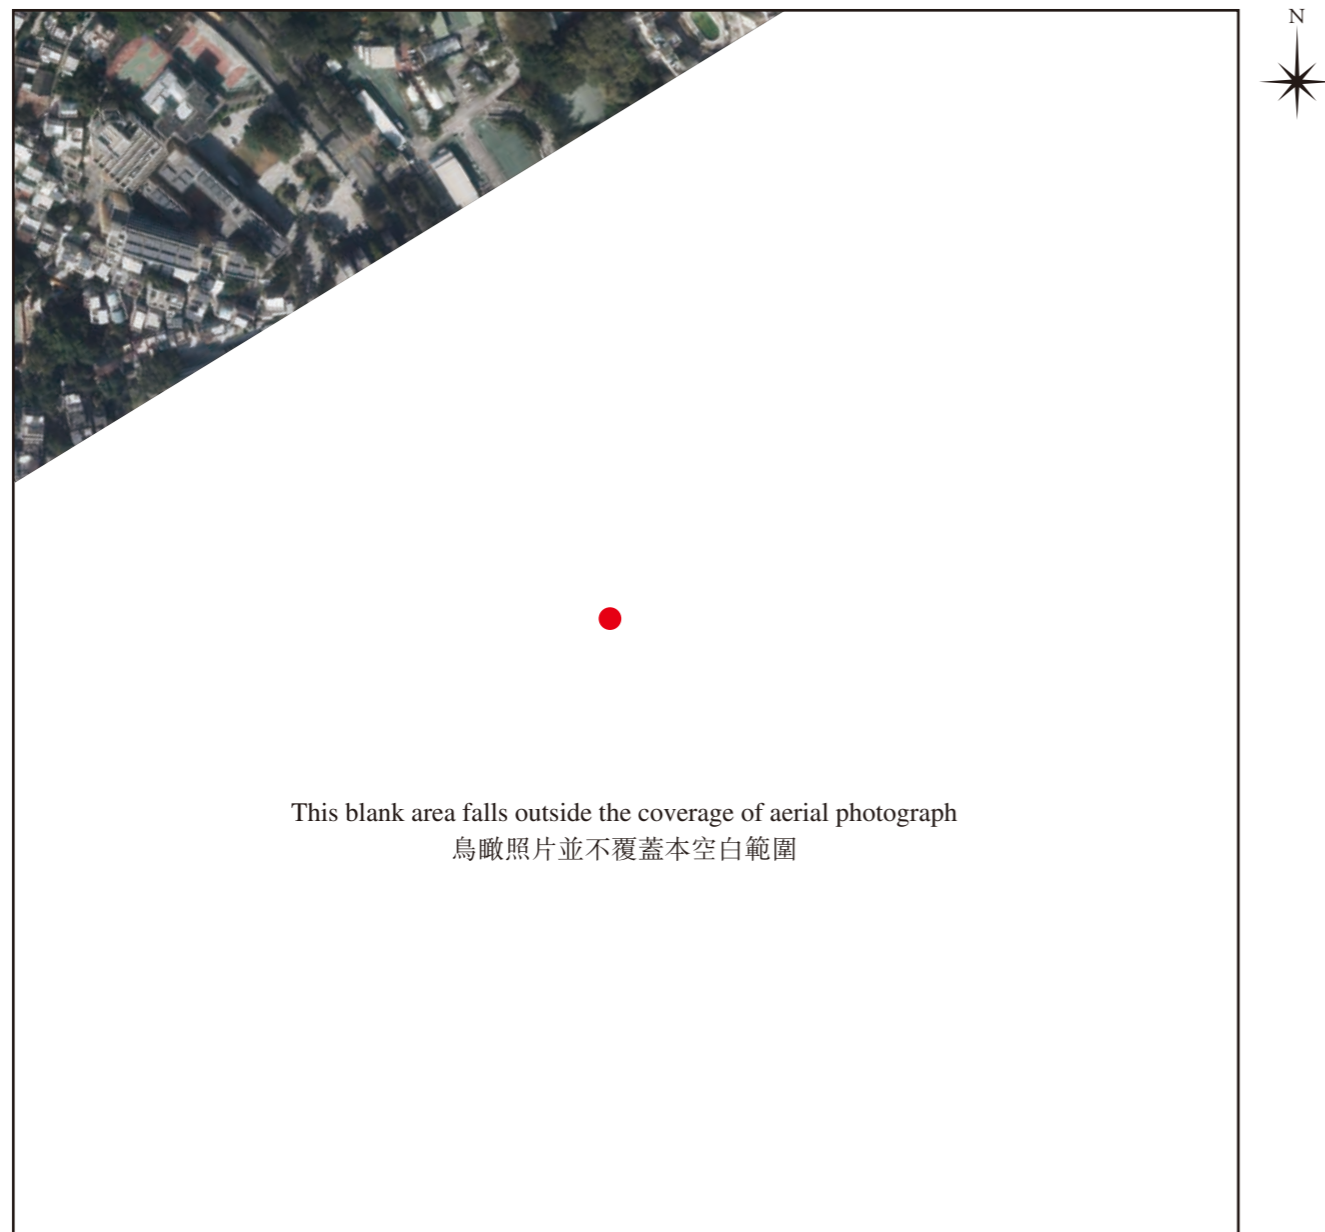 N
This blank area falls outside the coverage of aerial photograph
鳥瞰照片並不覆蓋本空白範圍